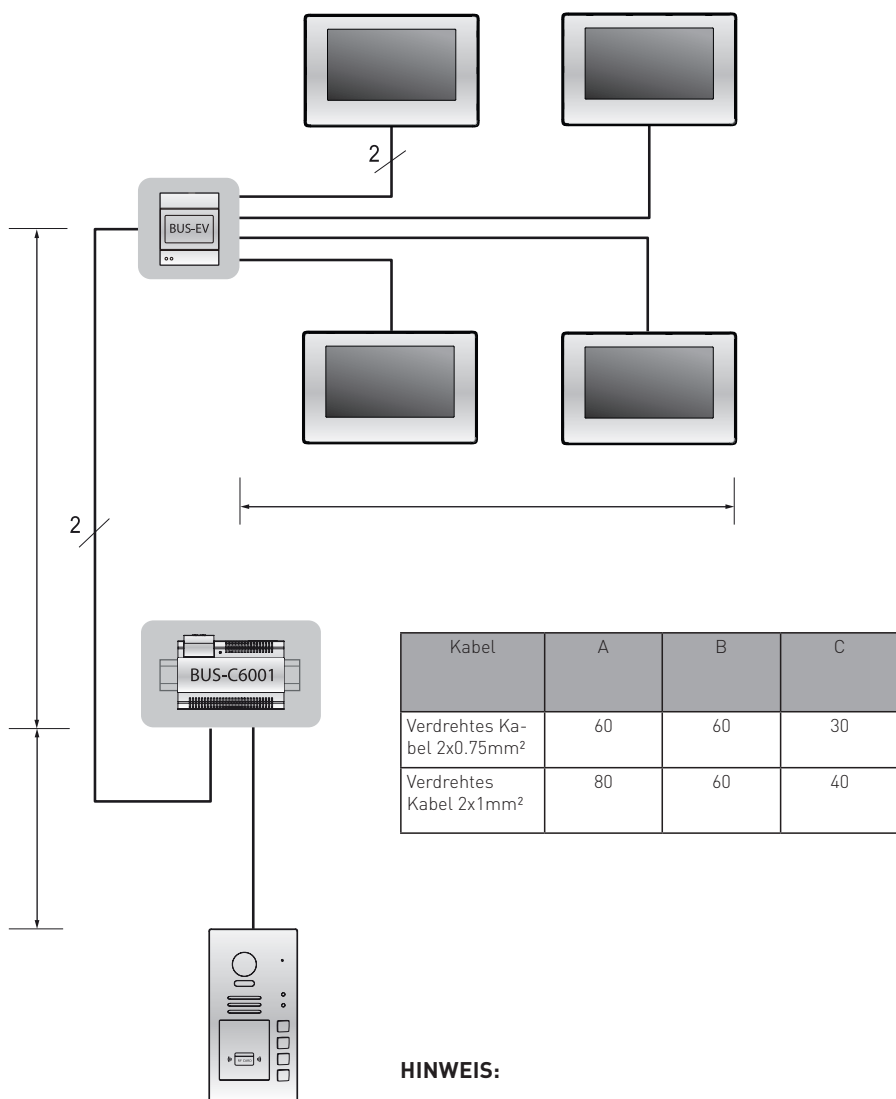 2
BUS-EV
2
BUS-C6001
Kabel A B C
Verdrehtes Ka-
bel 2x0.75mm² 60 60 30
Verdrehtes
Kabel 2x1mm² 80 60 40
HINWEIS: